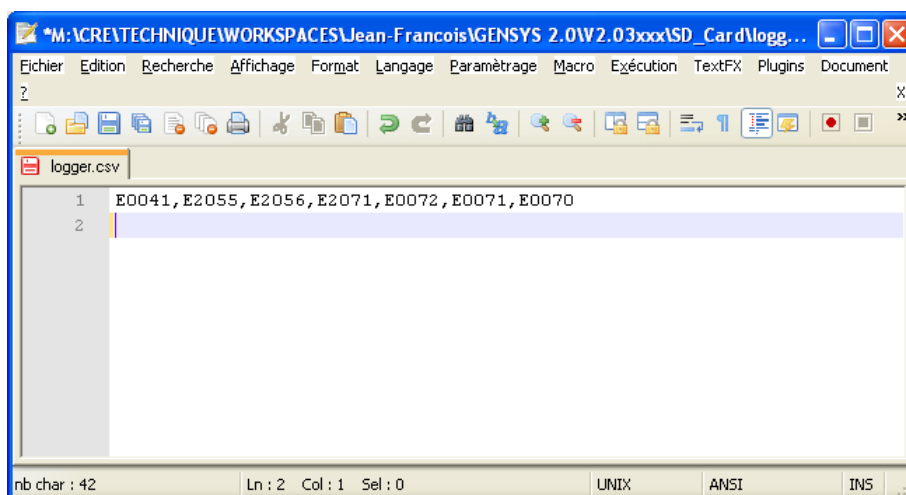 *M:\CRE\TECHNIQUE\WORKSPACES\Jean-Francois\GENSYS 2.0\V2.03xxx\SD_Card\logg...
Eichier Edition Recherche Affichage Format Langage Paramètrage Macro Exécution TextFX Plugins Document
? X
logger.csv
1 E0041,E2055,E2056,E2071,E0072,E0071,E0070
2
nb char : 42 Ln : 2 Col : 1 Sel : 0 UNIX ANSI INS